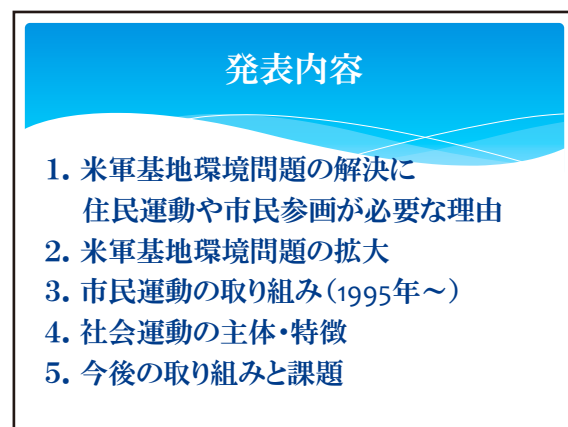 発表内容
1. 米軍基地環境問題の解決に
住民運動や市民参画が必要な理由
2. 米軍基地環境問題の拡大
3. 市民運動の取り組み（1995年～）
4. 社会運動の主体・特徴
5. 今後の取り組みと課題